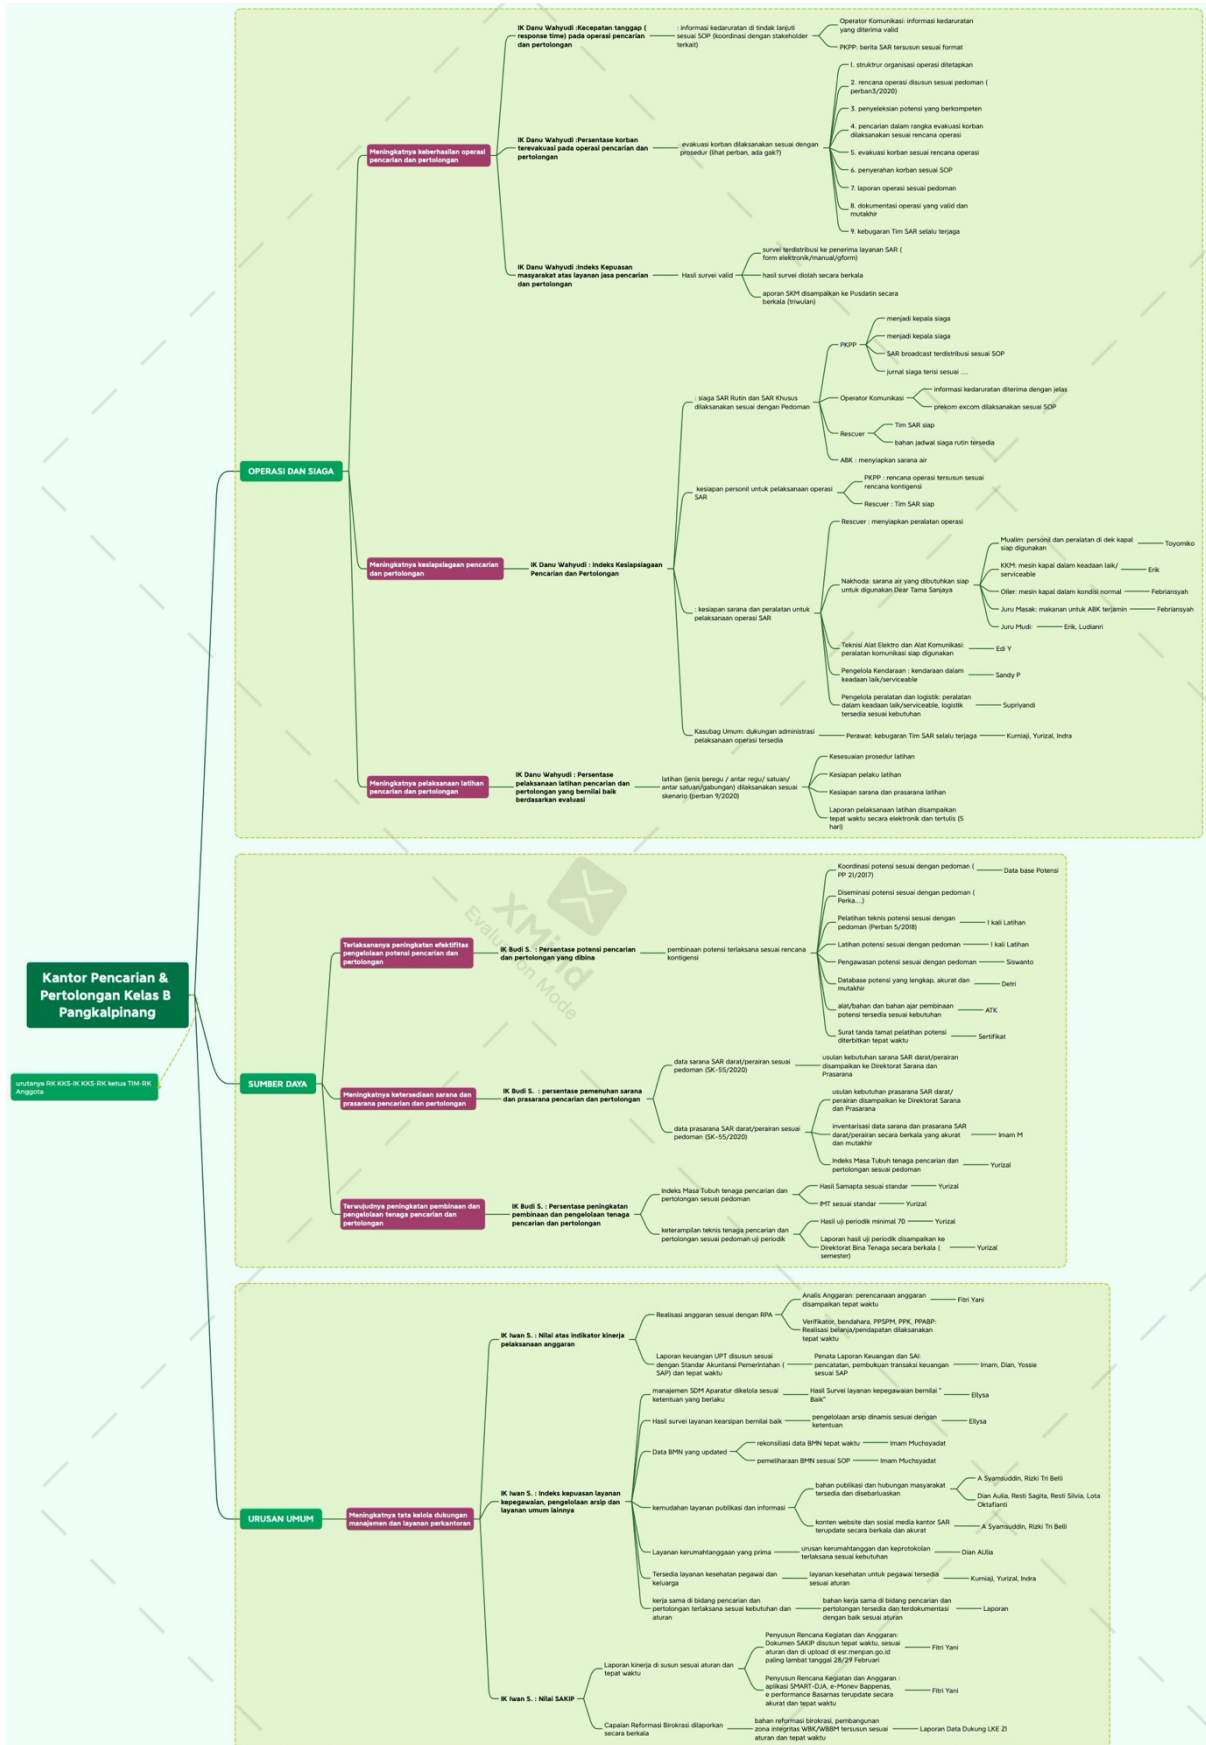 Kantor Pencarian &
Pertolongan Kelas B
Pangkalpinang
urutanya RK KKS-IK KKS-RK ketua TIM-RK
Anggota
OPERASI DAN SIAGA
Meningkatnya keberhasilan operasi
pencarian dan pertolongan
IK Danu Wahyudi :Kecepatan tanggap (
response time) pada operasi pencarian
dan pertolongan
: informasi kedaruratan di tindak lanjuti
sesuai SOP (koordinasi dengan stakeholder
terkait)
Operator Komunikasi: informasi kedaruratan
yang diterima valid
PKPP: berita SAR tersusun sesuai format
IK Danu Wahyudi :Persentase korban
terevakuasi pada operasi pencarian dan
pertolongan
evakuasi korban dilaksanakan sesuai dengan
prosedur (lihat perban, ada gak?)
1. struktrur organisasi operasi ditetapkan
2. rencana operasi disusun sesuai pedoman (
perban3/2020)
3. penyeleksian potensi yang berkompeten
4. pencarian dalam rangka evakuasi korban
dilaksanakan sesuai rencana operasi
5. evakuasi korban sesuai rencana operasi
6. penyerahan korban sesuai SOP
7. laporan operasi sesuai pedoman
8. dokumentasi operasi yang valid dan
mutakhir
9. kebugaran Tim SAR selalu terjaga
IK Danu Wahyudi :Indeks Kepuasan
masyarakat atas layanan jasa pencarian
dan pertolongan
Hasil survei valid
survei terdistribusi ke penerima layanan SAR (
form elektronik/manual/gform)
hasil survei diolah secara berkala
aporan SKM disampaikan ke Pusdatin secara
berkala (triwulan)
Meningkatnya kesiapsiagaan pencarian
dan pertolongan
IK Danu Wahyudi : Indeks Kesiapsiagaan
Pencarian dan Pertolongan
: siaga SAR Rutin dan SAR Khusus
dilaksanakan sesuai dengan Pedoman
PKPP
menjadi kepala siaga
menjadi kepala siaga
SAR broadcast terdistribusi sesuai SOP
jurnal siaga terisi sesuai ....
Operator Komunikasi
informasi kedaruratan diterima dengan jelas
prekom excom dilaksanakan sesuai SOP
Rescuer
Tim SAR siap
bahan jadwal siaga rutin tersedia
ABK : menyiapkan sarana air
kesiapan personil untuk pelaksanaan operasi
SAR
PKPP : rencana operasi tersusun sesuai
rencana kontigensi
Rescuer : Tim SAR siap
: kesiapan sarana dan peralatan untuk
pelaksanaan operasi SAR
Rescuer : menyiapkan peralatan operasi
Nakhoda: sarana air yang dibutuhkan siap
untuk digunakan Dear Tama Sanjaya
Mualim: personil dan peralatan di dek kapal
siap digunakan
Toyomiko
KKM: mesin kapal dalam keadaan laik/
serviceable
Erik
Oiler: mesin kapal dalam kondisi normal
Febriansyah
Juru Masak: makanan untuk ABK terjamin
Febriansyah
Juru Mudi:
Erik, Ludianri
Teknisi Alat Elektro dan Alat Komunikasi:
peralatan komunikasi siap digunakan
Edi Y
Pengelola Kendaraan : kendaraan dalam
keadaan laik/serviceable
Sandy P
Pengelola peralatan dan logistik: peralatan
dalam keadaan laik/serviceable, logistik
tersedia sesuai kebutuhan
Supriyandi
Kasubag Umum: dukungan administrasi
pelaksanaan operasi tersedia
Perawat: kebugaran Tim SAR selalu terjaga
Kurniaji, Yurizal, Indra
Meningkatnya pelaksanaan latihan
pencarian dan pertolongan
IK Danu Wahyudi : Persentase
pelaksanaan latihan pencarian dan
pertolongan yang bernilai baik
berdasarkan evaluasi
latihan (jenis beregu / antar regu/ satuan/
antar satuan/gabungan) dilaksanakan sesuai
skenario (perban 9/2020)
Kesesuaian prosedur latihan
Kesiapan pelaku latihan
Kesiapan sarana dan prasarana latihan
Laporan pelaksanaan latihan disampaikan
tepat waktu secara elektronik dan tertulis (5
hari)
XMind
Evaluation Mode
SUMBER DAYA
Terlaksananya peningkatan efektifitas
pengelolaan potensi pencarian dan
pertolongan
IK Budi S. : Persentase potensi pencarian
dan pertolongan yang dibina
pembinaan potensi terlaksana sesuai rencana
kontigensi
Koordinasi potensi sesuai dengan pedoman (
PP 21/2017)
Data base Potensi
Diseminasi potensi sesuai dengan pedoman (
Perka....)
Pelatihan teknis potensi sesuai dengan
pedoman (Perban 5/2018)
1 kali Latihan
Latihan potensi sesuai dengan pedoman
1 kali Latihan
Pengawasan potensi sesuai dengan pedoman
Siswanto
Database potensi yang lengkap, akurat dan
mutakhir
Detri
alat/bahan dan bahan ajar pembinaan
potensi tersedia sesuai kebutuhan
ATK
Surat tanda tamat pelatihan potensi
diterbitkan tepat waktu
Sertifikat
Meningkatnya ketersediaan sarana dan
prasarana pencarian dan pertolongan
IK Budi S. : persentase pemenuhan sarana
dan prasarana pencarian dan pertolongan
data sarana SAR darat/perairan sesuai
pedoman (SK-55/2020)
usulan kebutuhan sarana SAR darat/perairan
disampaikan ke Direktorat Sarana dan
Prasarana
data prasarana SAR darat/perairan sesuai
pedoman (SK-55/2020)
usulan kebutuhan prasarana SAR darat/
perairan disampaikan ke Direktorat Sarana
dan Prasarana
inventarisasi data sarana dan prasarana SAR
darat/perairan secara berkala yang akurat
dan mutakhir
Imam M
Indeks Masa Tubuh tenaga pencarian dan
pertolongan sesuai pedoman
Yurizal
Terwujudnya peningkatan pembinaan dan
pengelolaan tenaga pencarian dan
pertolongan
IK Budi S. : Persentase peningkatan
pembinaan dan pengelolaan tenaga
pencarian dan pertolongan
Indeks Masa Tubuh tenaga pencarian dan
pertolongan sesuai pedoman
Hasil Samapta sesuai standar
Yurizal
IMT sesuai standar
Yurizal
keterampilan teknis tenaga pencarian dan
pertolongan sesuai pedoman uji periodik
Hasil uji periodik minimal 70
Yurizal
Laporan hasil uji periodik disampaikan ke
Direktorat Bina Tenaga secara berkala (
semester)
Yurizal
URUSAN UMUM
Meningkatnya tata kelola dukungan
manajemen dan layanan perkantoran
IK Iwan S. : Nilai atas indikator kinerja
pelaksanaan anggaran
Realisasi anggaran sesuai dengan RPA
Analis Anggaran: perencanaan anggaran
disampaikan tepat waktu
Fitri Yani
Verifikator, bendahara, PPSPM, PPK, PPABP:
Realisasi belanja/pendapatan dilaksanakan
tepat waktu
Laporan keuangan UPT disusun sesuai
dengan Standar Akuntansi Pemerintahan (
SAP) dan tepat waktu
Penata Laporan Keuangan dan SAI:
pencatatan, pembukuan transaksi keuangan
sesuai SAP
Imam, Dian, Yossie
IK Iwan S. : Indeks kepuasan layanan
kepegawaian, pengelolaan arsip dan
layanan umum lainnya
manajemen SDM Aparatur dikelola sesuai
ketentuan yang berlaku
Hasil Survei layanan kepegawaian bernilai "
Baik"
Ellysa
Hasil survei layanan kearsipan bernilai baik
pengelolaan arsip dinamis sesuai dengan
ketentuan
Ellysa
Data BMN yang updated
rekonsiliasi data BMN tepat waktu
Imam Muchsyadat
pemeliharaan BMN sesuai SOP
Imam Muchsyadat
kemudahan layanan publikasi dan informasi
bahan publikasi dan hubungan masyarakat
tersedia dan disebarluaskan
A Syamsuddin, Rizki Tri Belli
Dian Aulia, Resti Sagita, Resti Silvia, Lota
Oktafianti
konten website dan sosial media kantor SAR
terupdate secara berkala dan akurat
A Syamsuddin, Rizki Tri Belli
Layanan kerumahtanggaan yang prima
urusan kerumahtanggan dan keprotokolan
terlaksana sesuai kebutuhan
Dian AUlia
Tersedia layanan kesehatan pegawai dan
keluarga
layanan kesehatan untuk pegawai tersedia
sesuai aturan
Kurniaji, Yurizal, Indra
kerja sama di bidang pencarian dan
pertolongan terlaksana sesuai kebutuhan dan
aturan
bahan kerja sama di bidang pencarian dan
pertolongan tersedia dan terdokumentasi
dengan baik sesuai aturan
Laporan
IK Iwan S. : Nilai SAKIP
Laporan kinerja di susun sesuai aturan dan
tepat waktu
Penyusun Rencana Kegiatan dan Anggaran:
Dokumen SAKIP disusun tepat waktu, sesuai
aturan dan di upload di esr.menpan.go.id
paling lambat tanggal 28/29 Februari
Fitri Yani
Penyusun Rencana Kegiatan dan Anggaran :
aplikasi SMART-DJA, e-Monev Bappenas,
e performance Basarnas terupdate secara
akurat dan tepat waktu
Fitri Yani
Capaian Reformasi Birokrasi dilaporkan
secara berkala
bahan reformasi birokrasi, pembangunan
zona integritas WBK/WBBM tersusun sesuai
aturan dan tepat waktu
Laporan Data Dukung LKE ZI